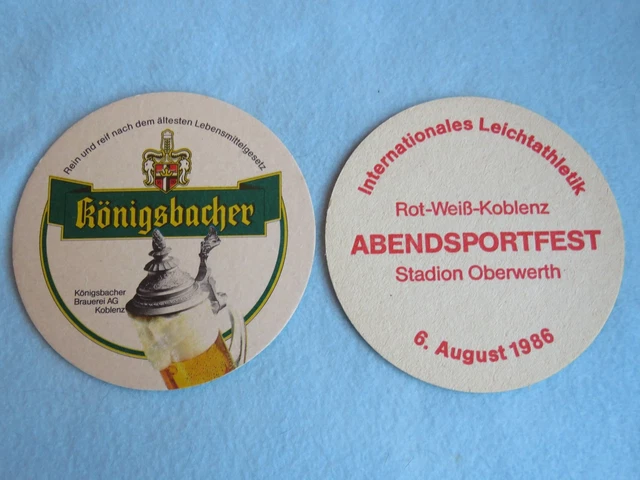 Rein und reif nach dem ältesten Lebensmittelgesetz
Königsbacher
Königsbacher
Brauerei AG
Koblenz
Internationales Leichtathletik
Rot-Weiß-Koblenz
ABENDSPORTFEST
Stadion Oberwerth
6. August 1986